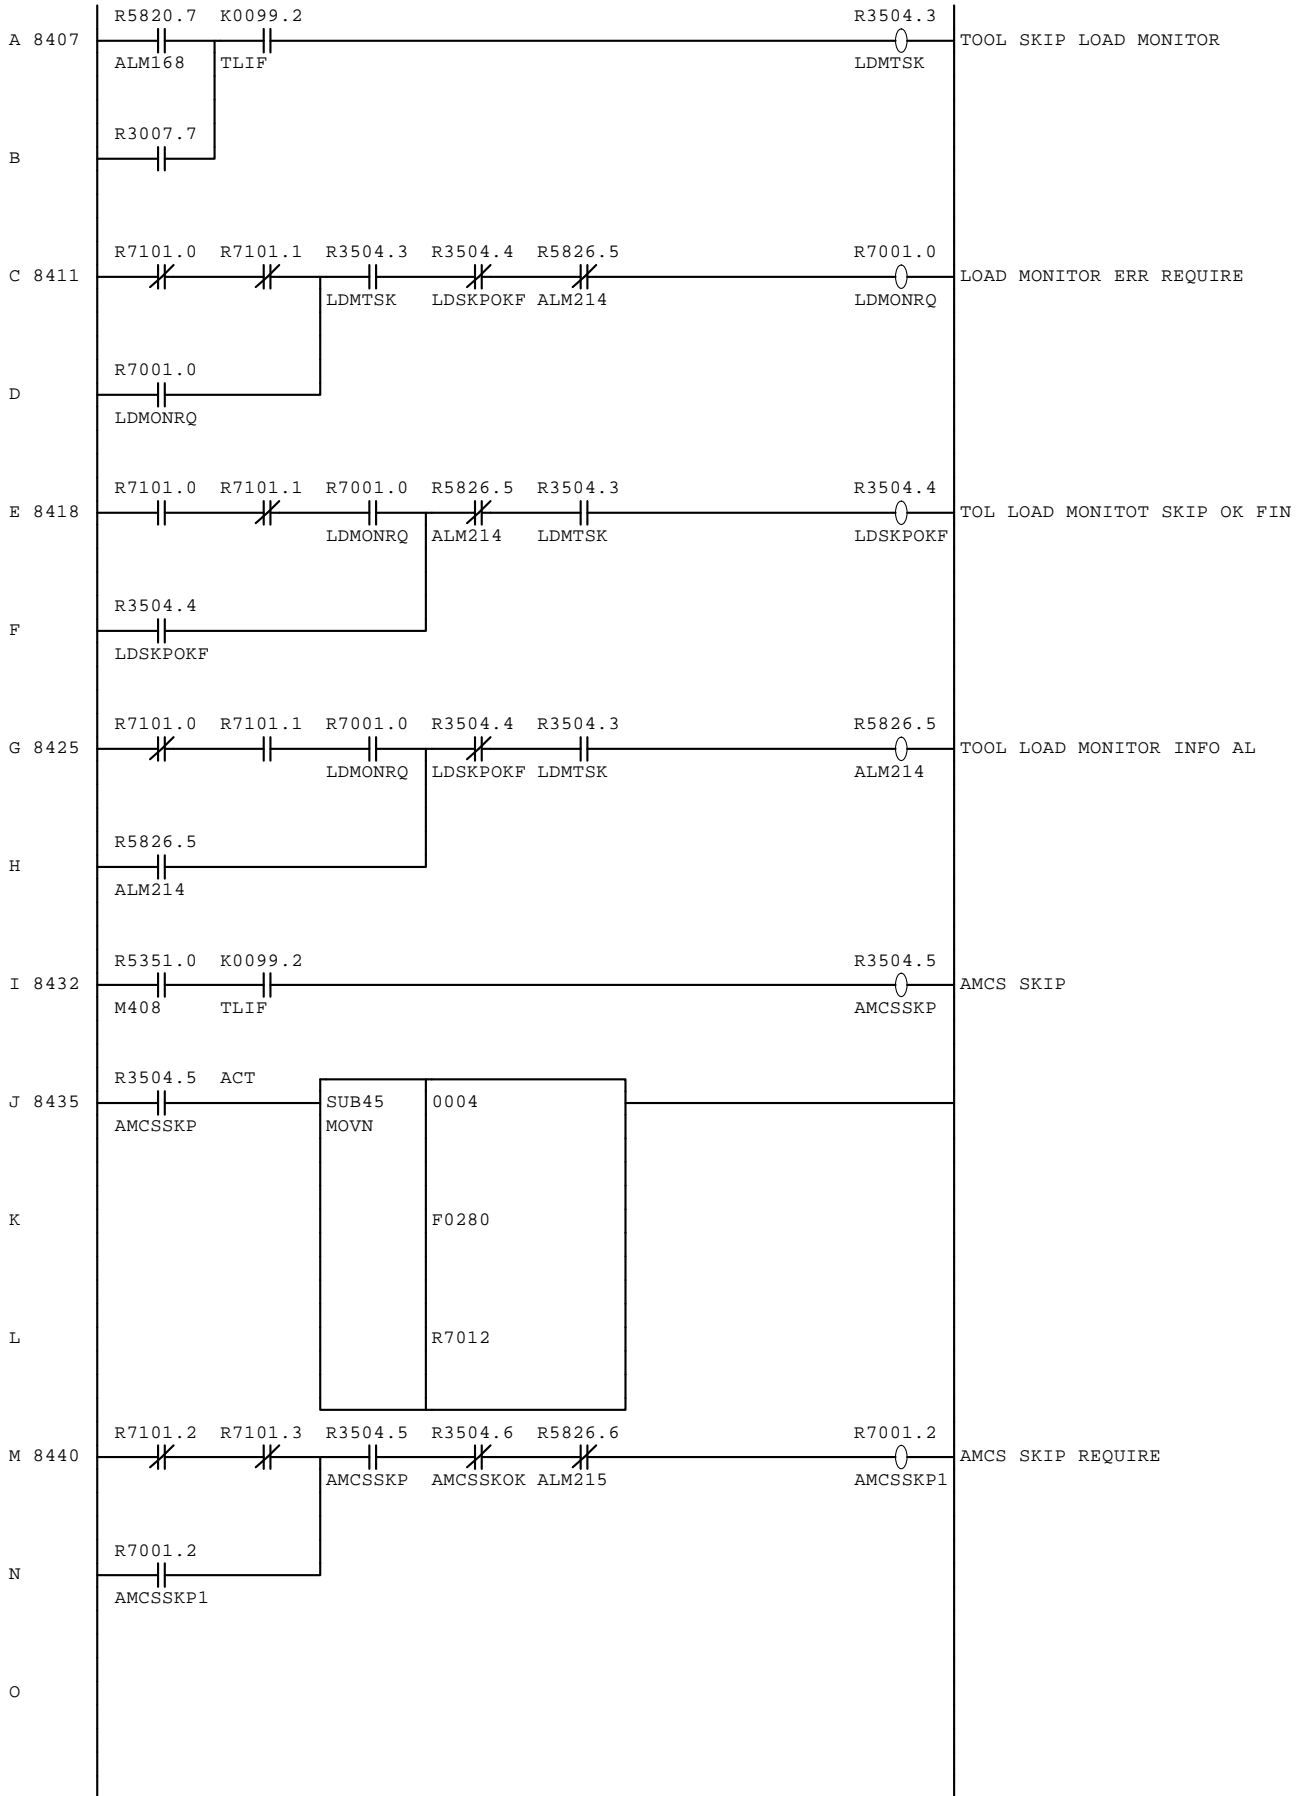 R5820.7 K0099.2 R3504.3
A 8407 TOOL SKIP LOAD MONITOR
ALM168 TLIF LDMTSK
R3007.7
B
R7101.0 R7101.1 R3504.3 R3504.4 R5826.5 R7001.0
C 8411 LOAD MONITOR ERR REQUIRE
LDMTSK LDSKPOKF ALM214 LDMONRQ
R7001.0
D
LDMONRQ
R7101.0 R7101.1 R7001.0 R5826.5 R3504.3 R3504.4
E 8418 TOL LOAD MONITOT SKIP OK FIN
LDMONRQ ALM214 LDMTSK LDSKPOKF
R3504.4
F
LDSKPOKF
R7101.0 R7101.1 R7001.0 R3504.4 R3504.3 R5826.5
G 8425 TOOL LOAD MONITOR INFO AL
LDMONRQ LDSKPOKF LDMTSK ALM214
R5826.5
H
ALM214
R5351.0 K0099.2 R3504.5
I 8432 AMCS SKIP
M408 TLIF AMCSSKP
R3504.5 ACT
J 8435 SUB45 0004
AMCSSKP MOVN
K F0280
L R7012
R7101.2 R7101.3 R3504.5 R3504.6 R5826.6 R7001.2
M 8440 AMCS SKIP REQUIRE
AMCSSKP AMCSSKOK ALM215 AMCSSKP1
R7001.2
N
AMCSSKP1
O